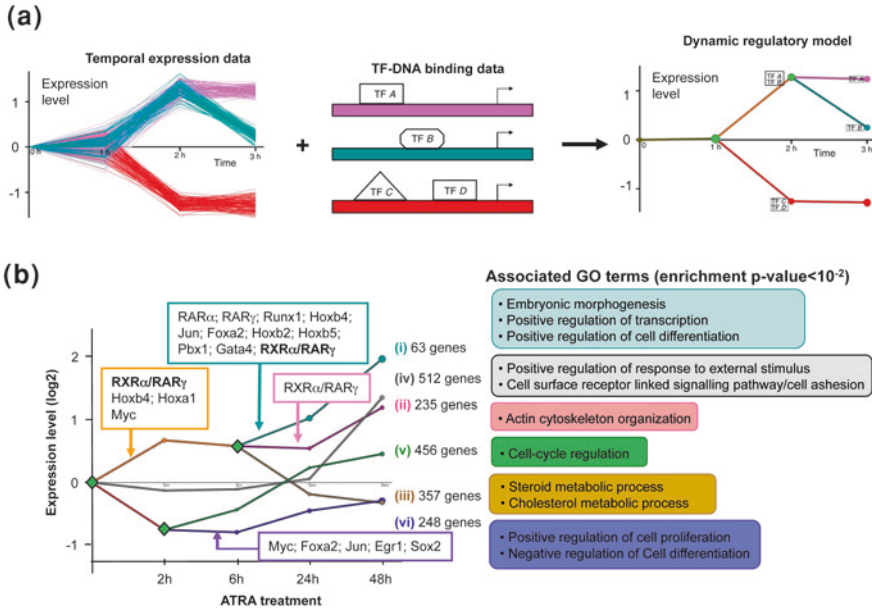 (a)
Temporal expression data
Expression
level
1
0
-1
0 h
1 h
2 h
3 h
Time
+
TF-DNA binding data
TF A
TF B
TF C
TF D
Dynamic regulatory model
Expression
level
1
0
-1
0
1 h
2 h
3 h
Time
TF A
TF B
TF A
TF B
TF C
TF D
(b)
Associated GO terms (enrichment p-value<10-2)
Expression level (log2)
2
1
0
-1
2h
6h
24h
48h
ATRA treatment
RXRα/RARγ
Hoxb4; Hoxa1
Myc
RARα; RARγ; Runx1; Hoxb4;
Jun; Foxa2; Hoxb2; Hoxb5;
Pbx1; Gata4; RXRα/RARγ
RXRα/RARγ
Myc; Foxa2; Jun; Egr1; Sox2
(i) 63 genes
(iv) 512 genes
(ii) 235 genes
(v) 456 genes
(iii) 357 genes
(vi) 248 genes
• Embryonic morphogenesis
• Positive regulation of transcription
• Positive regulation of cell differentiation
• Positive regulation of response to external stimulus
• Cell surface receptor linked signalling pathway/cell ashesion
• Actin cytoskeleton organization
• Cell-cycle regulation
• Steroid metabolic process
• Cholesterol metabolic process
• Positive regulation of cell proliferation
• Negative regulation of Cell differentiation